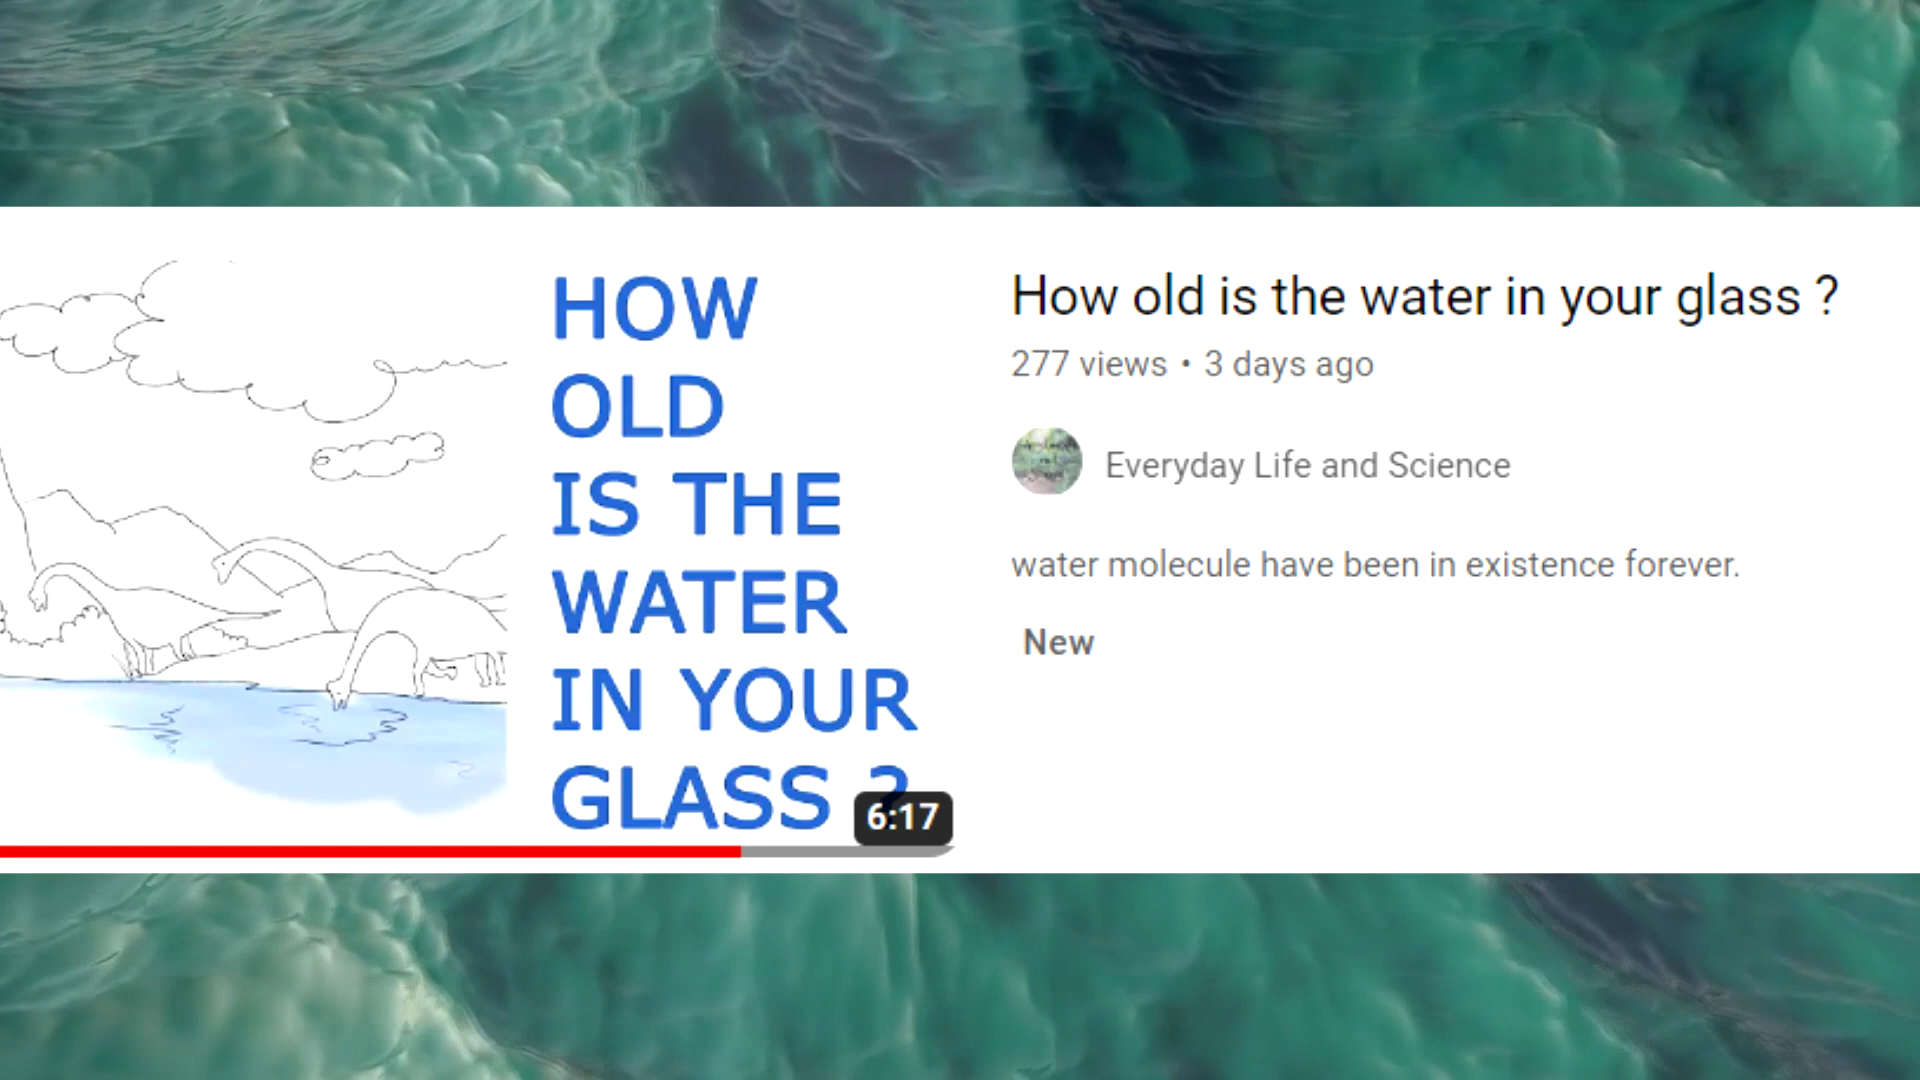 HOW
OLD
IS THE
WATER
IN YOUR
GLASS ?
6:17
How old is the water in your glass ?
277 views • 3 days ago
Everyday Life and Science
water molecule have been in existence forever.
New